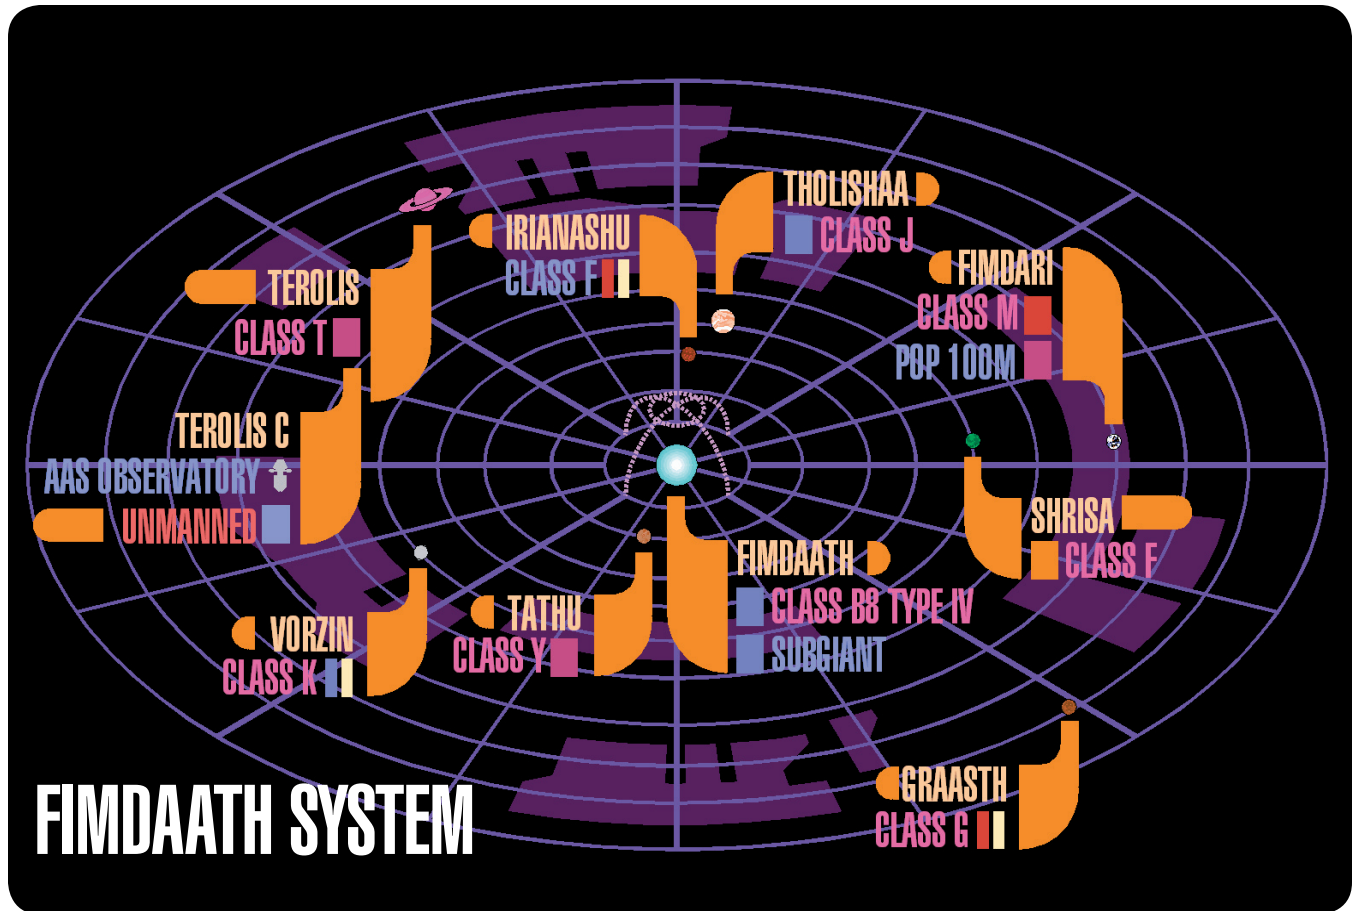 THOLISHAA
CLASS J
IRIANASHU
CLASS F
FIMDARI
CLASS M
POP 100M
TEROLIS
CLASS T
TEROLIS C
AAS OBSERVATORY
UNMANNED
SHRISA
CLASS F
FIMDAATH
CLASS B8 TYPE IV
SUBGIANT
TATHU
CLASS Y
VORZIN
CLASS K
GRAASTH
CLASS G
FIMDAATH SYSTEM